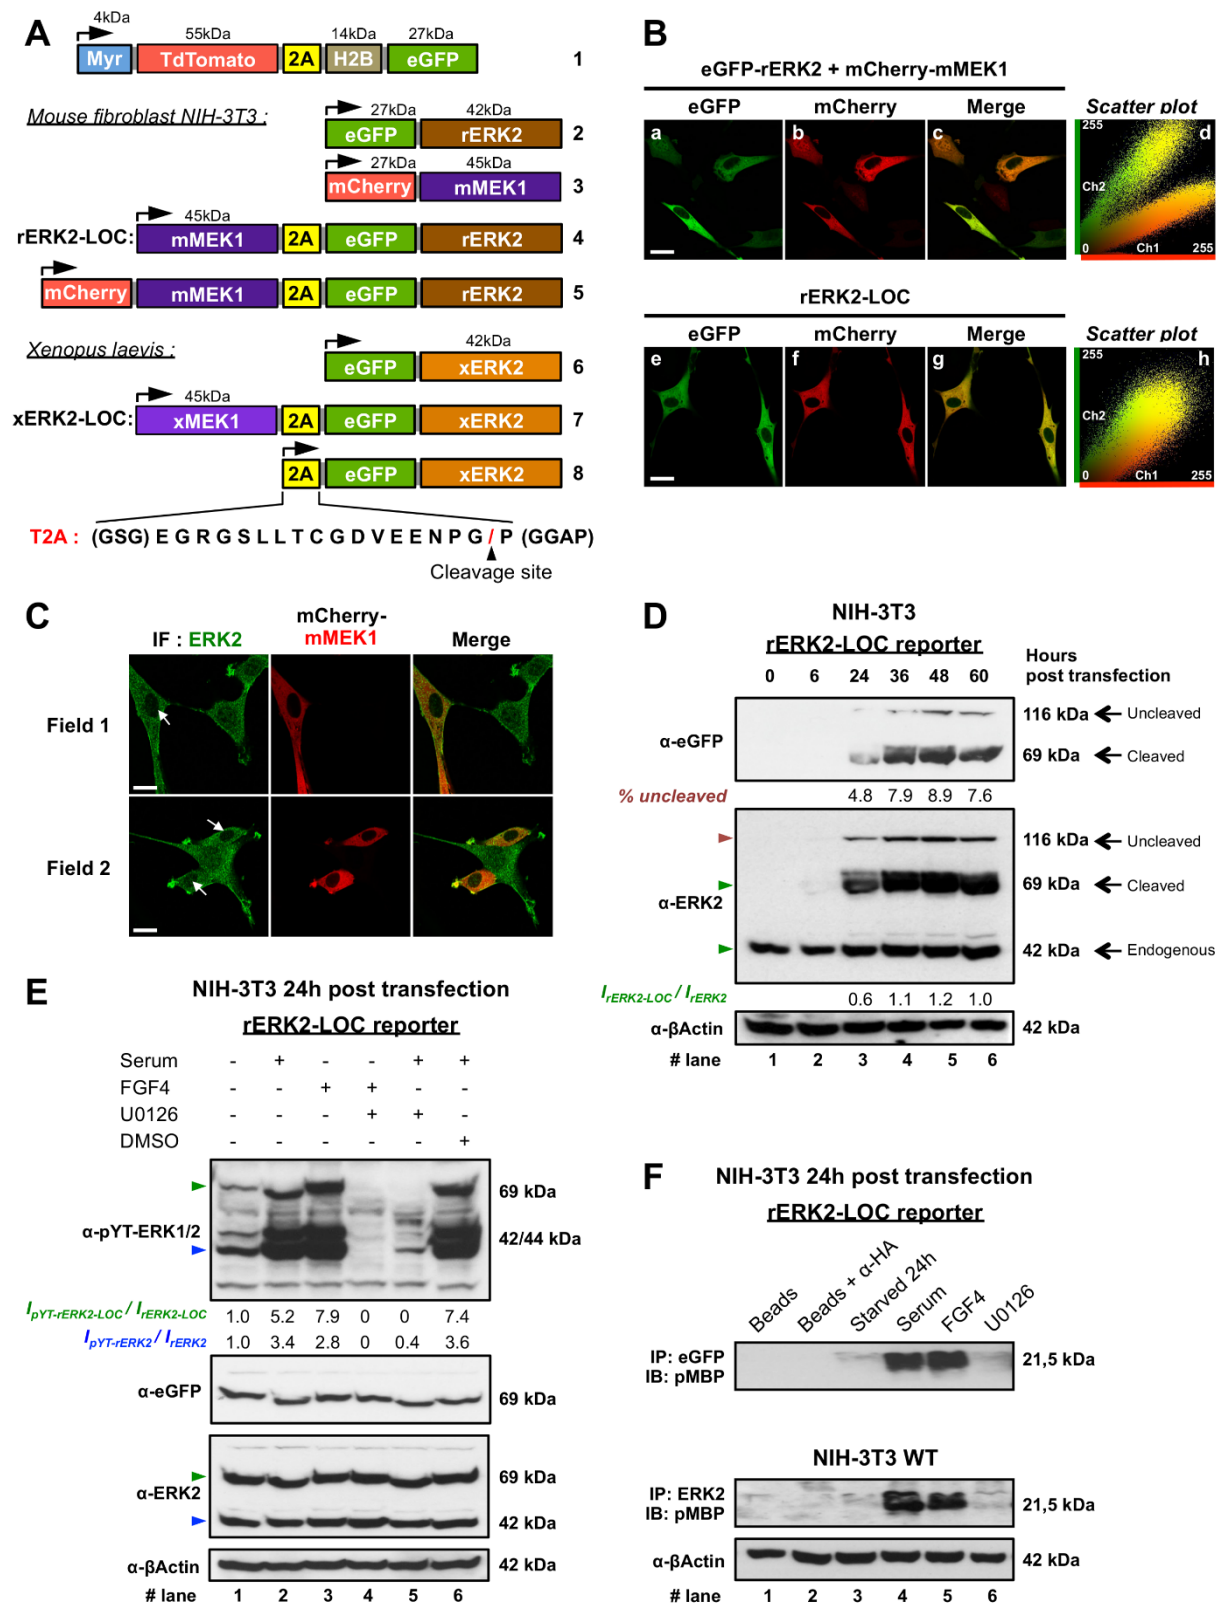 A
4kDa
55kDa
14kDa
27kDa
Myr
TdTomato
2A
H2B
eGFP
1
Mouse fibroblast NIH-3T3 :
27kDa
42kDa
eGFP
rERK2
2
27kDa
45kDa
mCherry
mMEK1
3
45kDa
rERK2-LOC:
mMEK1
2A
eGFP
rERK2
4
mCherry
mMEK1
2A
eGFP
rERK2
5
Xenopus laevis :
42kDa
eGFP
xERK2
6
45kDa
xERK2-LOC:
xMEK1
2A
eGFP
xERK2
7
2A
eGFP
xERK2
8
T2A : (GSG) E G R G S L L T C G D V E E N P G / P (GGAP)
Cleavage site
B
eGFP-rERK2 + mCherry-mMEK1
eGFP
mCherry
Merge
Scatter plot
a
b
c
d
255
Ch2
0
Ch1
255
rERK2-LOC
eGFP
mCherry
Merge
Scatter plot
e
f
g
h
255
Ch2
0
Ch1
255
C
IF : ERK2
mCherry-
mMEK1
Merge
Field 1
Field 2
D
NIH-3T3
rERK2-LOC reporter
0 6 24 36 48 60
Hours
post transfection
α-eGFP
116 kDa
Uncleaved
69 kDa
Cleaved
% uncleaved
4.8 7.9 8.9 7.6
α-ERK2
116 kDa
Uncleaved
69 kDa
Cleaved
42 kDa
Endogenous
IrERK2-LOC / IrERK2
0.6 1.1 1.2 1.0
α-βActin
42 kDa
# lane 1 2 3 4 5 6
E
NIH-3T3 24h post transfection
rERK2-LOC reporter
Serum - + - - + +
FGF4 - - + + - -
U0126 - - - + + -
DMSO - - - - - +
α-pYT-ERK1/2
69 kDa
42/44 kDa
IpYT-rERK2-LOC / IrERK2-LOC 1.0 5.2 7.9 0 0 7.4
IpYT-rERK2 / IrERK2 1.0 3.4 2.8 0 0.4 3.6
α-eGFP
69 kDa
α-ERK2
69 kDa
42 kDa
α-βActin
42 kDa
# lane 1 2 3 4 5 6
F
NIH-3T3 24h post transfection
rERK2-LOC reporter
Beads
Beads + α-HA
Starved 24h
Serum
FGF4
U0126
IP: eGFP
IB: pMBP
21,5 kDa
NIH-3T3 WT
IP: ERK2
IB: pMBP
21,5 kDa
α-βActin
42 kDa
# lane 1 2 3 4 5 6